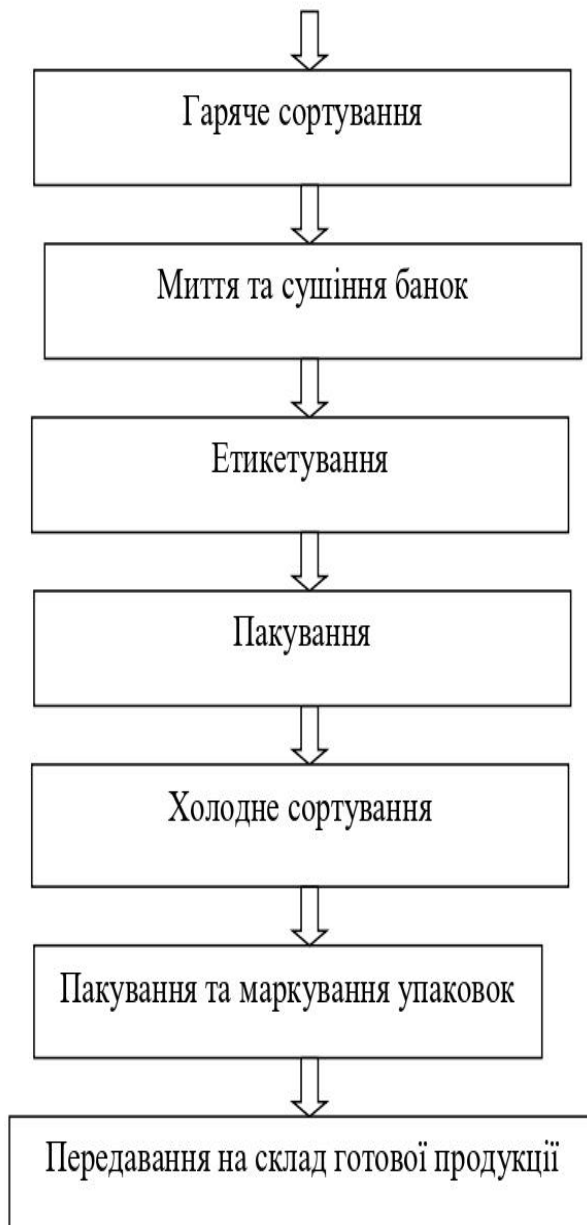 Гаряче сортування
Миття та сушіння банок
Етикетування
Пакування
Холодне сортування
Пакування та маркування упаковок
Передавання на склад готової продукції